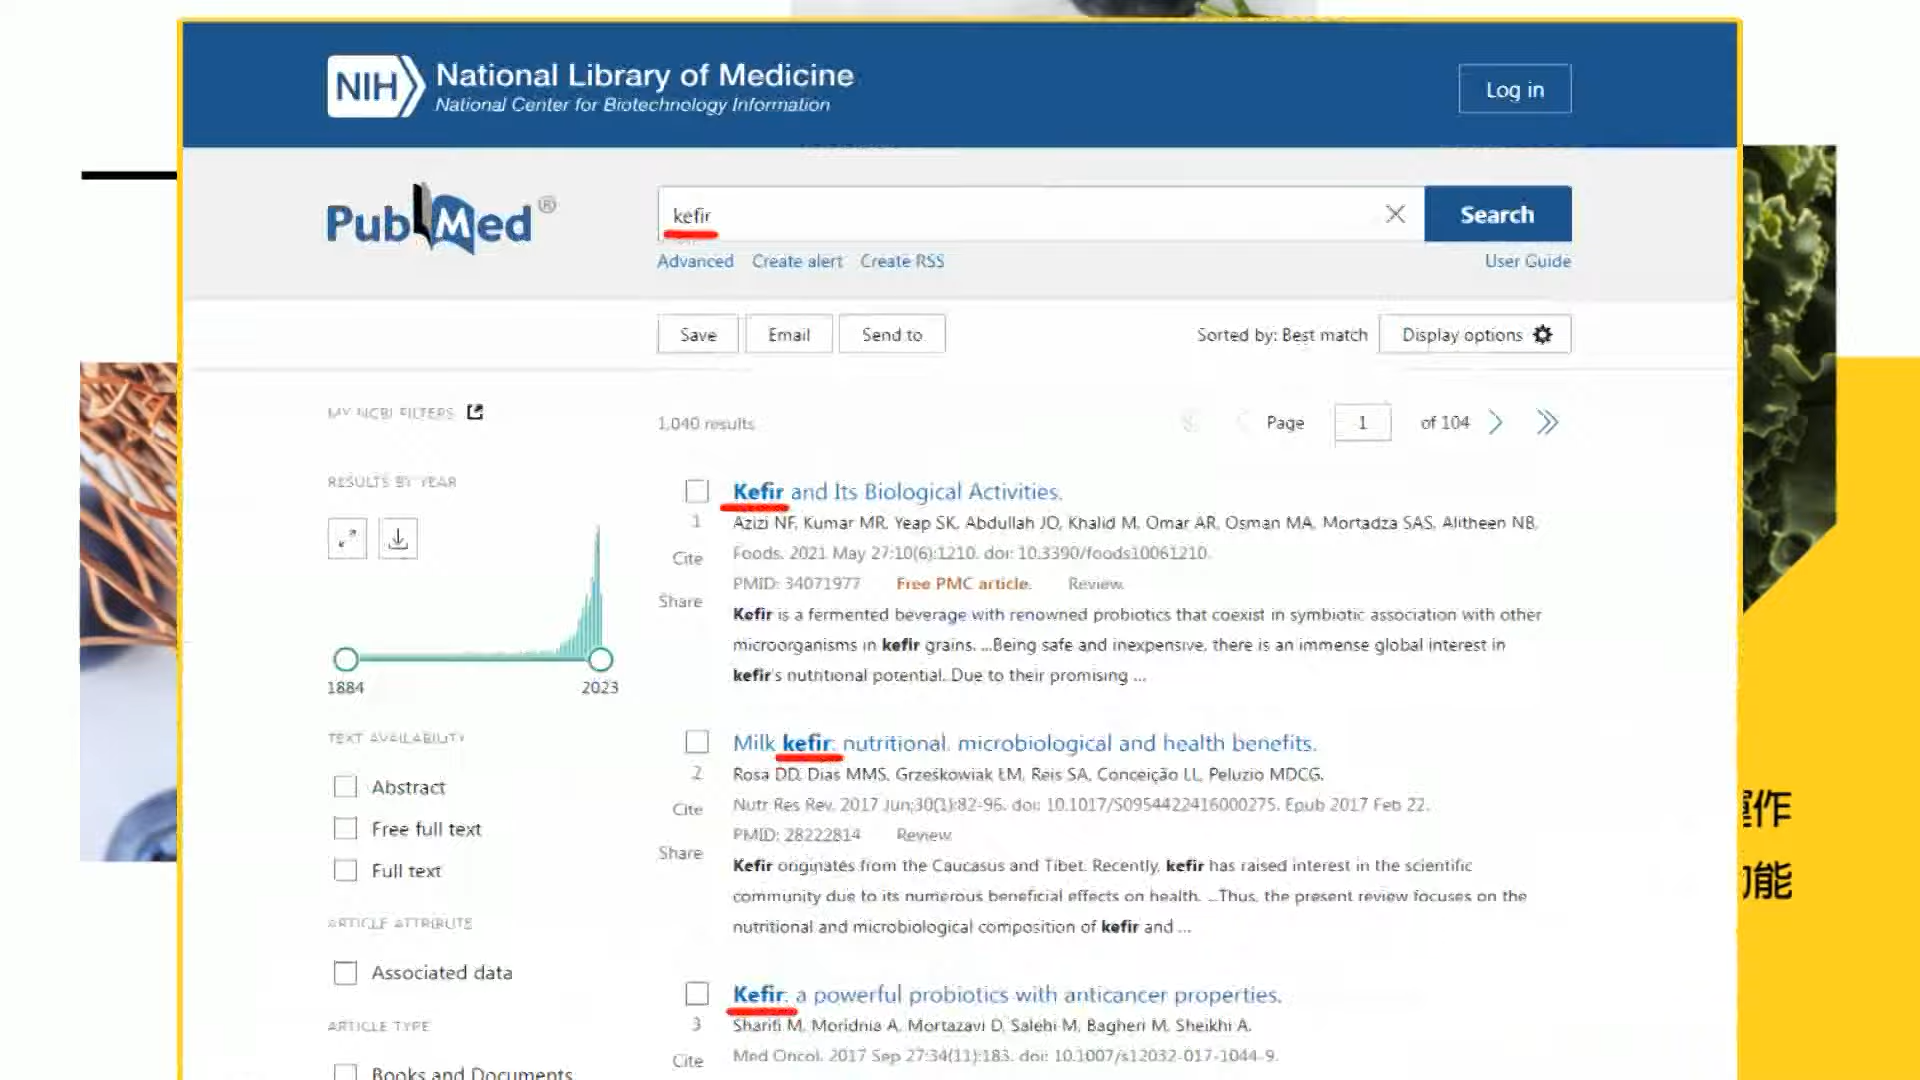 NIH National Library of Medicine
National Center for Biotechnology Information
Log in
PubMed®
kefir
Search
Advanced Create alert Create RSS
User Guide
Save Email Send to
Sorted by: Best match
Display options
MY NCBI FILTERS
1,040 results
Page 1 of 104
RESULTS BY YEAR
1884 2023
TEXT AVAILABILITY
Abstract
Free full text
Full text
ARTICLE ATTRIBUTE
Associated data
ARTICLE TYPE
Books and Documents
Kefir and Its Biological Activities.
1
Cite
Share
Azizi NF, Kumar MR, Yeap SK, Abdullah JO, Khalid M, Omar AR, Osman MA, Mortadza SAS, Alitheen NB.
Foods. 2021 May 27;10(6):1210. doi: 10.3390/foods10061210.
PMID: 34071977 Free PMC article. Review.
Kefir is a fermented beverage with renowned probiotics that coexist in symbiotic association with other
microorganisms in kefir grains. ...Being safe and inexpensive, there is an immense global interest in
kefir's nutritional potential. Due to their promising ...
Milk kefir: nutritional, microbiological and health benefits.
2
Cite
Share
Rosa DD, Dias MMS, Grześkowiak ŁM, Reis SA, Conceição LL, Peluzio MDCG.
Nutr Res Rev. 2017 Jun;30(1):82-96. doi: 10.1017/S0954422416000275. Epub 2017 Feb 22.
PMID: 28222814 Review.
Kefir originates from the Caucasus and Tibet. Recently, kefir has raised interest in the scientific
community due to its numerous beneficial effects on health. ...Thus, the present review focuses on the
nutritional and microbiological composition of kefir and ...
Kefir: a powerful probiotics with anticancer properties.
3
Cite
Sharifi M, Moridnia A, Mortazavi D, Salehi M, Bagheri M, Sheikhi A.
Med Oncol. 2017 Sep 27;34(11):183. doi: 10.1007/s12032-017-1044-9.
作
能